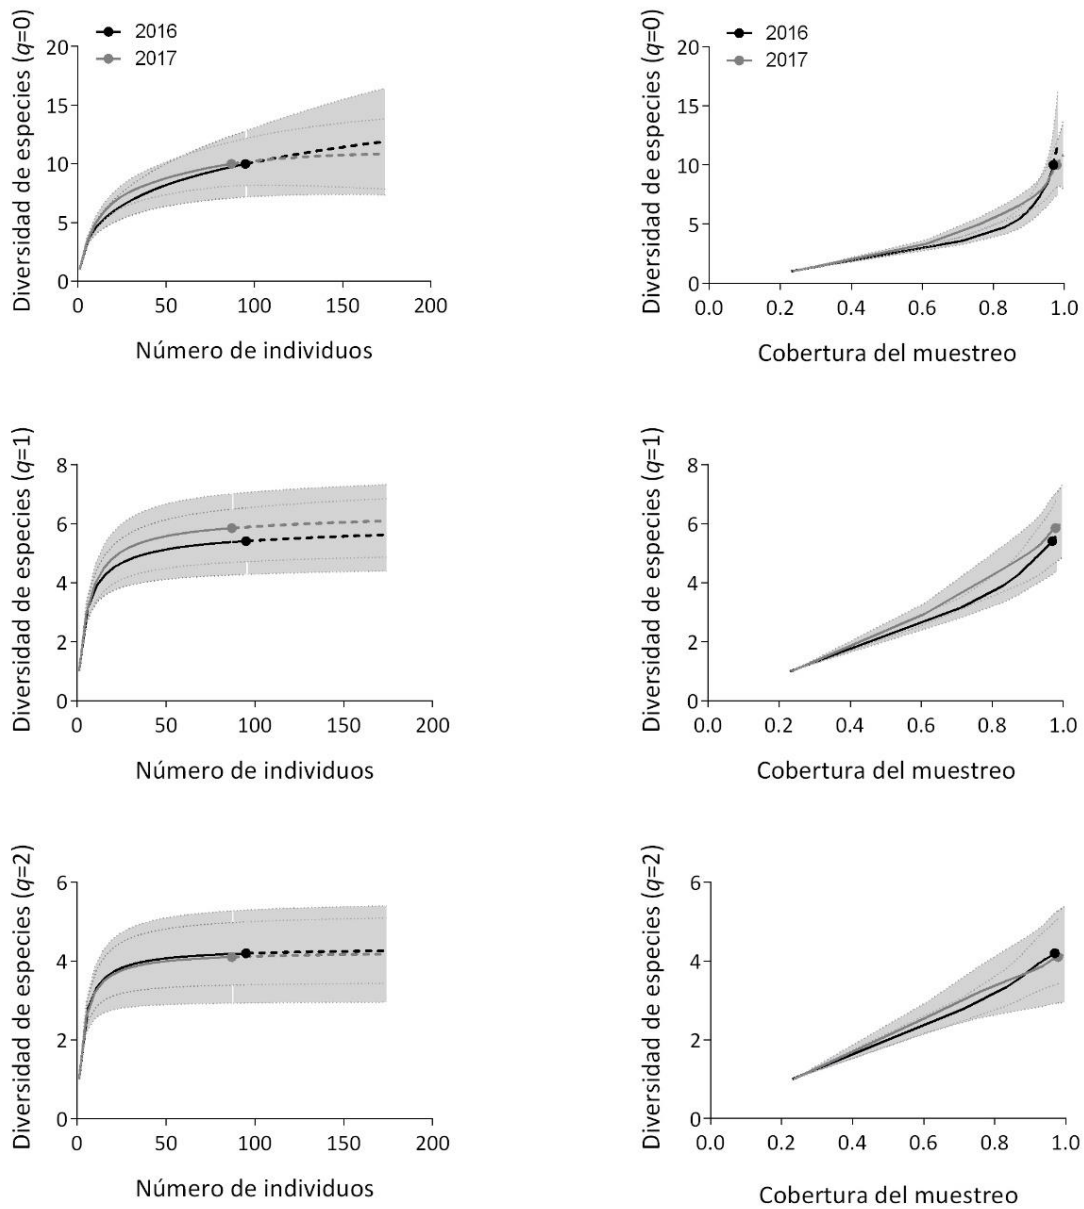 2016
2017
Diversidad de especies (q=0)
20
15
10
5
0
0 50 100 150 200
Número de individuos
2016
2017
Diversidad de especies (q=0)
20
15
10
5
0
0.0 0.2 0.4 0.6 0.8 1.0
Cobertura del muestreo
Diversidad de especies (q=1)
8
6
4
2
0
0 50 100 150 200
Número de individuos
Diversidad de especies (q=1)
8
6
4
2
0
0.0 0.2 0.4 0.6 0.8 1.0
Cobertura del muestreo
Diversidad de especies (q=2)
6
4
2
0
0 50 100 150 200
Número de individuos
Diversidad de especies (q=2)
6
4
2
0
0.0 0.2 0.4 0.6 0.8 1.0
Cobertura del muestreo